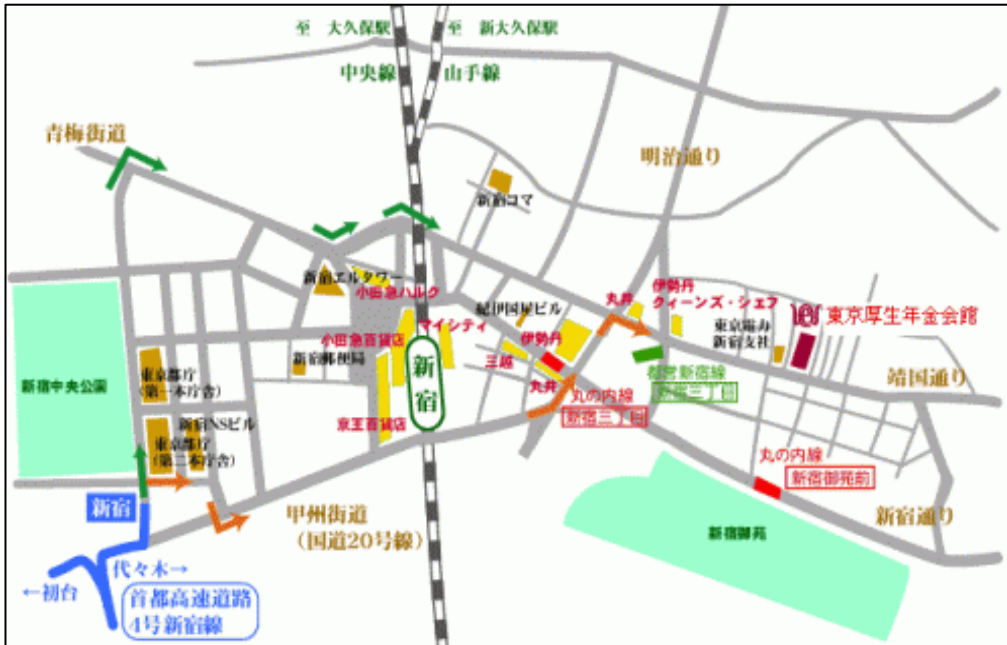 至 大久保駅
至 新大久保駅
中央線
山手線
青梅街道
明治通り
新宿コマ
新宿エルタワー
小田急ハルク
紀伊国屋ビル
丸井
伊勢丹
クィーンズ・シェフ
東京厚生年金会館
マイシティ
小田急百貨店
伊勢丹
東京電力
新宿支社
新宿郵便局
新宿
三越
都営新宿線
新宿三丁目
靖国通り
新宿中央公園
東京都庁
(第一本庁舎)
丸井
丸の内線
新宿三丁目
京王百貨店
新宿NSビル
東京都庁
(第二本庁舎)
丸の内線
新宿御苑前
新宿
甲州街道
(国道20号線)
新宿御苑
新宿通り
代々木→
←初台
首都高速道路
4号新宿線